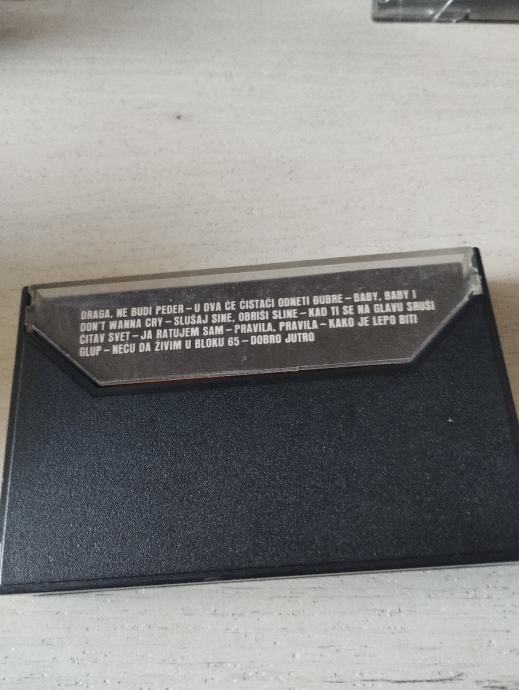 DRAGA, NE BUDI PEDER – U DVA ĆE ČISTAČI ODNETI ĐUBRE – BABY, BABY I
DON'T WANNA CRY – SLUŠAJ SINE, OBRIŠI SLINE – KAD TI SE NA GLAVU SRUŠI
ČITAV SVET – JA RATUJEM SAM – PRAVILA, PRAVILA – KAKO JE LEPO BITI
GLUP – NEĆU DA ŽIVIM U BLOKU 65 – DOBRO JUTRO